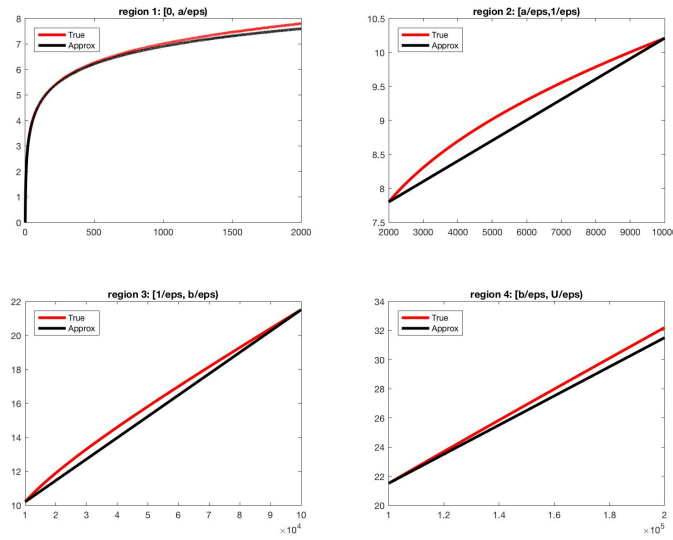 region 1: [0, a/eps)
True
Approx
8
7
6
5
4
3
2
1
0
0 500 1000 1500 2000
region 2: [a/eps,1/eps)
True
Approx
10.5
10
9.5
9
8.5
8
7.5
2000 3000 4000 5000 6000 7000 8000 9000 10000
region 3: [1/eps, b/eps)
True
Approx
22
20
18
16
14
12
10
1 2 3 4 5 6 7 8 9 10
×10⁴
region 4: [b/eps, U/eps)
True
Approx
34
32
30
28
26
24
22
20
1 1.2 1.4 1.6 1.8 2
×10⁵